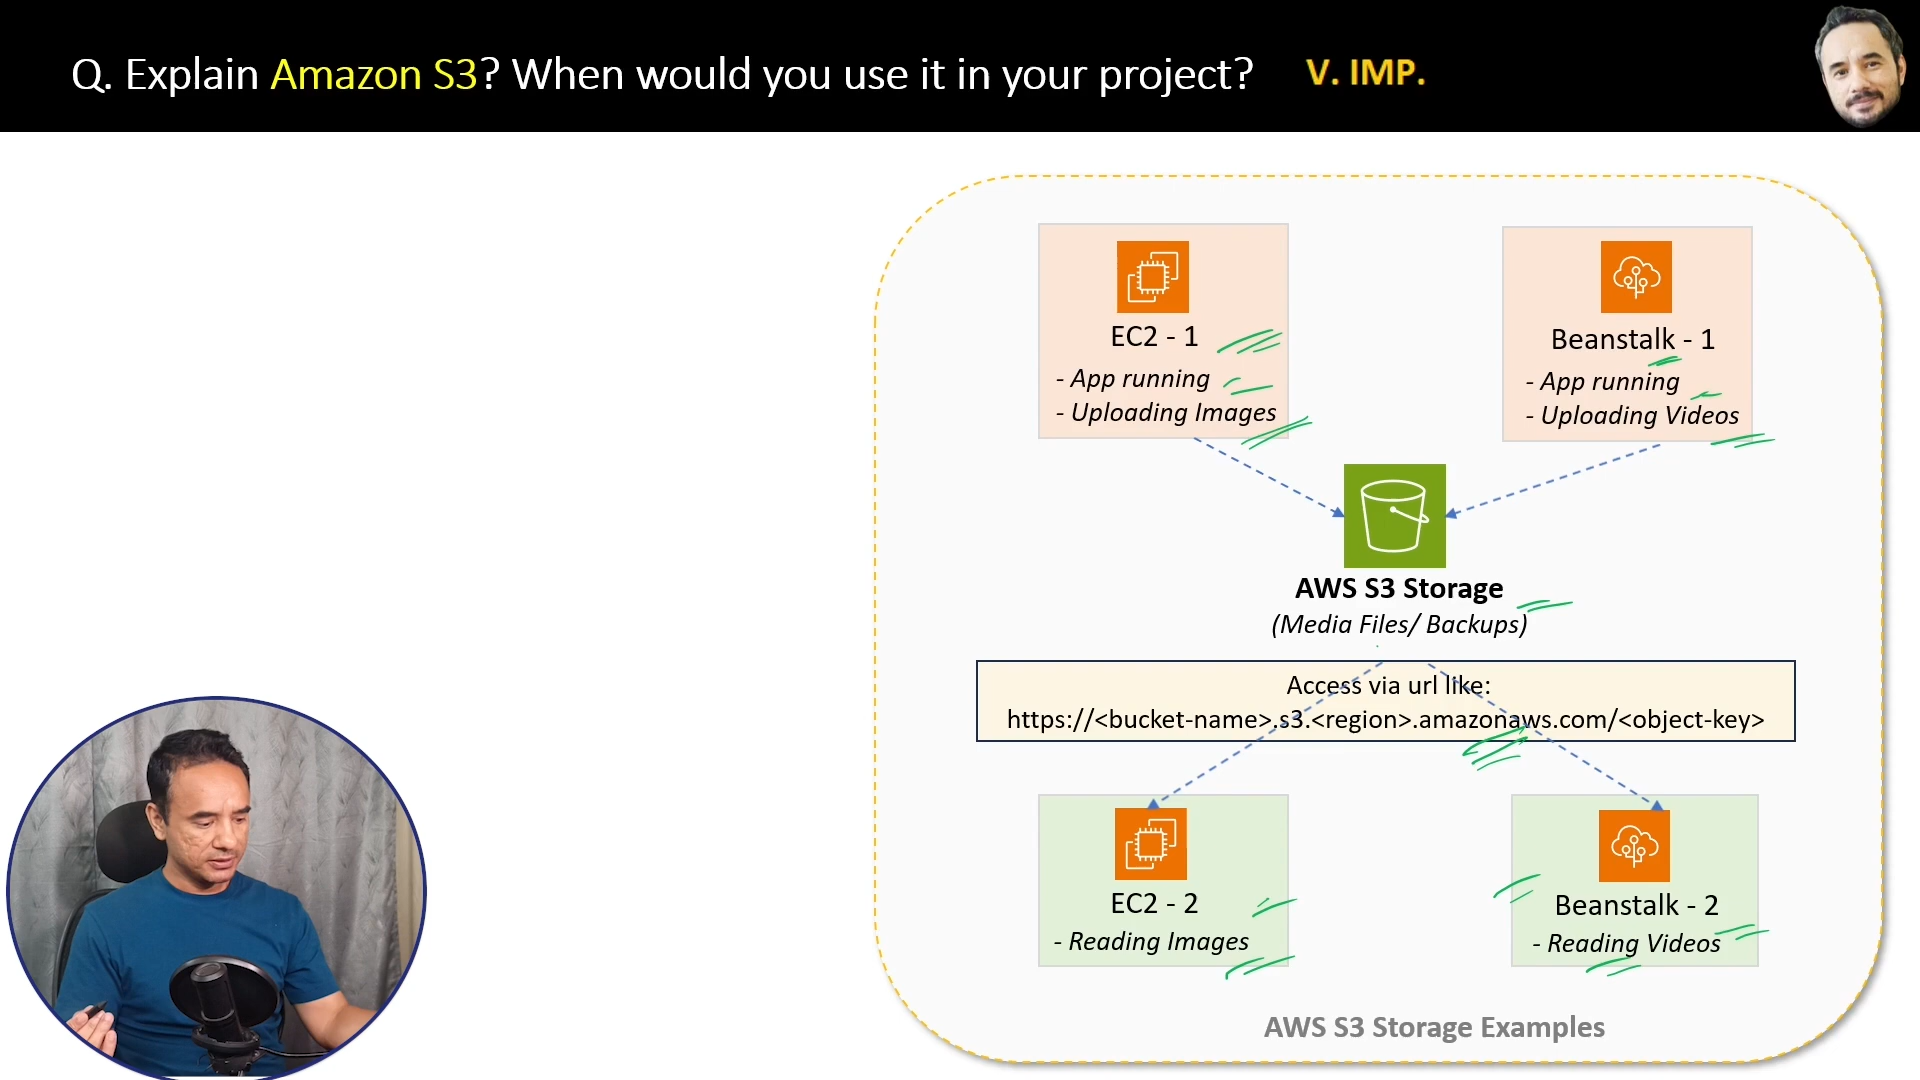 Q. Explain Amazon S3? When would you use it in your project? V. IMP.
EC2 - 1
- App running
- Uploading Images
Beanstalk - 1
- App running
- Uploading Videos
AWS S3 Storage
(Media Files/ Backups)
Access via url like:
https://<bucket-name>.s3.<region>.amazonaws.com/<object-key>
EC2 - 2
- Reading Images
Beanstalk - 2
- Reading Videos
AWS S3 Storage Examples